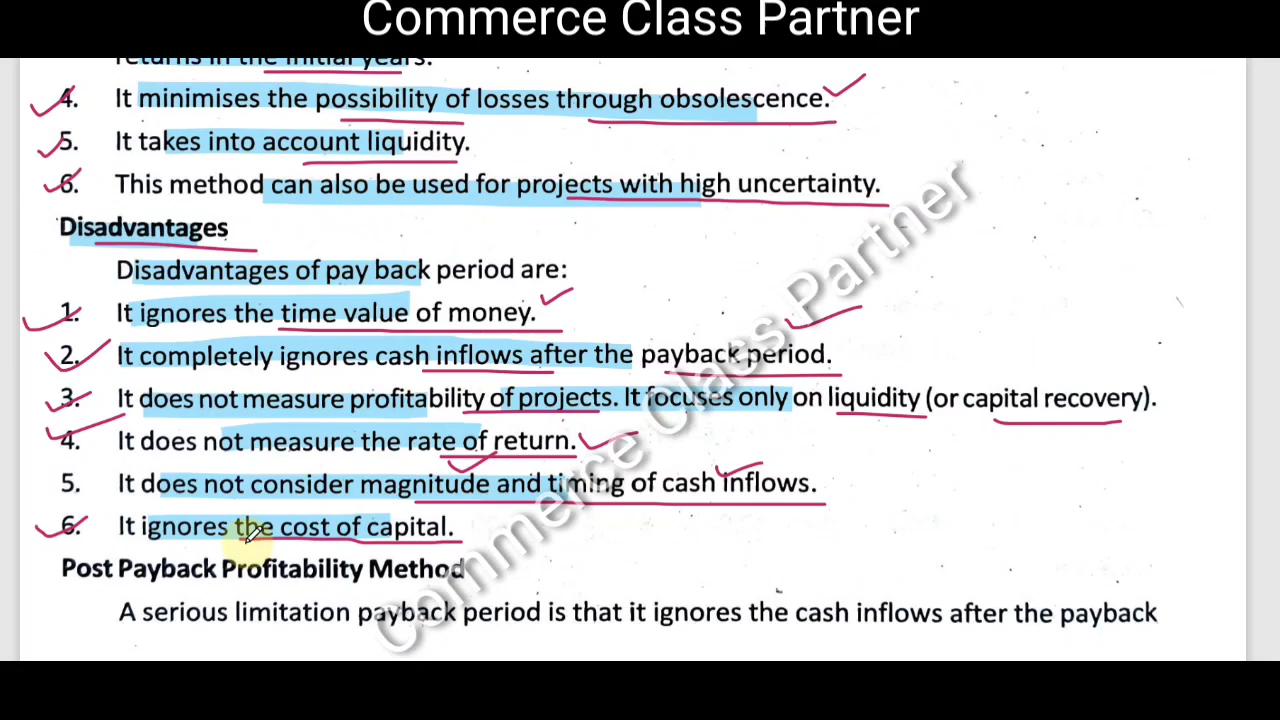 Commerce Class Partner
returns in the initial years.
4. It minimises the possibility of losses through obsolescence.
5. It takes into account liquidity.
6. This method can also be used for projects with high uncertainty.
Disadvantages
Disadvantages of pay back period are:
1. It ignores the time value of money.
2. It completely ignores cash inflows after the payback period.
3. It does not measure profitability of projects. It focuses only on liquidity (or capital recovery).
4. It does not measure the rate of return.
5. It does not consider magnitude and timing of cash inflows.
6. It ignores the cost of capital.
Post Payback Profitability Method
A serious limitation payback period is that it ignores the cash inflows after the payback
Commerce Class Partner